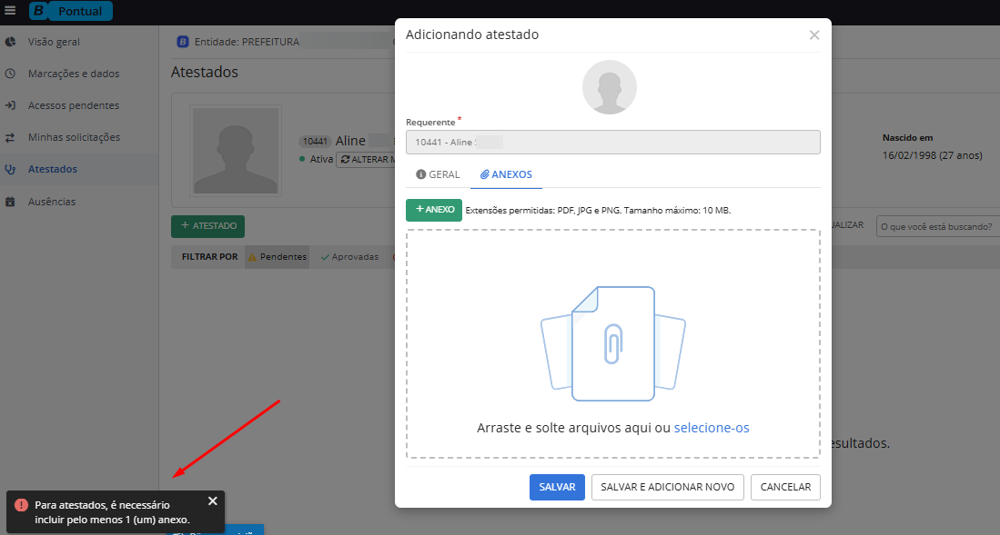 B Pontual
Visão geral
Marcações e dados
Acessos pendentes
Minhas solicitações
Atestados
Ausências
B Entidade: PREFEITURA
Atestados
10441 Aline
Ativa ALTERAR M
Nascido em
16/02/1998 (27 anos)
+ ATESTADO
UALIZAR
O que você está buscando?
FILTRAR POR Pendentes Aprovadas
esultados.
Adicionando atestado
Requerente *
10441 - Aline
GERAL ANEXOS
+ ANEXO Extensões permitidas: PDF, JPG e PNG. Tamanho máximo: 10 MB.
Arraste e solte arquivos aqui ou selecione-os
SALVAR SALVAR E ADICIONAR NOVO CANCELAR
Para atestados, é necessário
incluir pelo menos 1 (um) anexo.